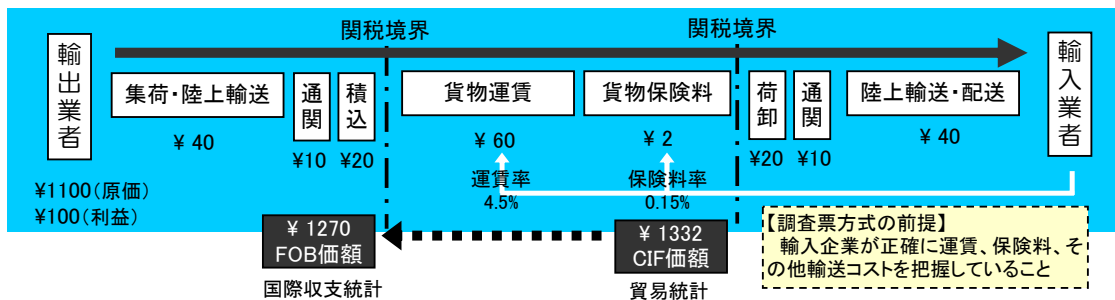 関税境界
関税境界
輸出業者
集荷・陸上輸送
通関
積込
貨物運賃
貨物保険料
荷卸
通関
陸上輸送・配送
輸入業者
¥ 40
¥10
¥20
¥ 60
¥ 2
¥20
¥10
¥ 40
運賃率
4.5%
保険料率
0.15%
¥1100(原価)
¥100(利益)
¥ 1270
FOB価額
国際収支統計
¥ 1332
CIF価額
貿易統計
【調査票方式の前提】
輸入企業が正確に運賃、保険料、そ
の他輸送コストを把握していること